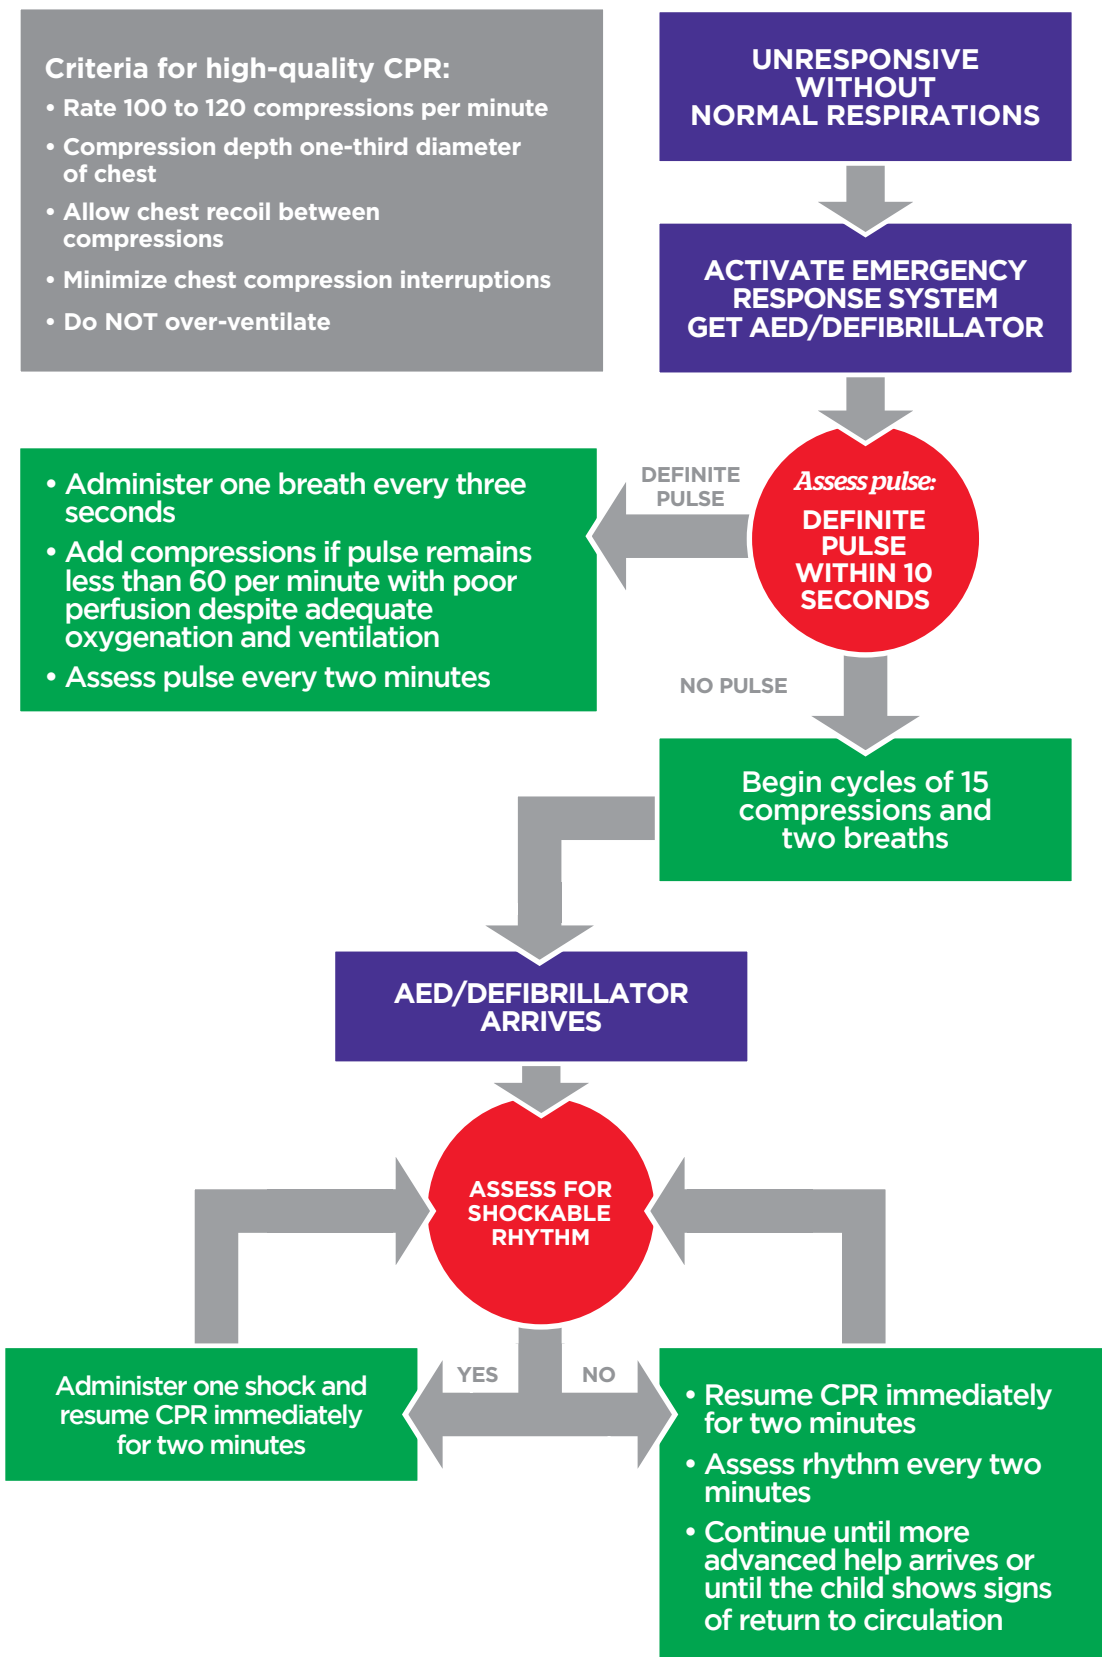 Criteria for high-quality CPR:
• Rate 100 to 120 compressions per minute
• Compression depth one-third diameter
of chest
• Allow chest recoil between
compressions
• Minimize chest compression interruptions
• Do NOT over-ventilate
UNRESPONSIVE
WITHOUT
NORMAL RESPIRATIONS
ACTIVATE EMERGENCY
RESPONSE SYSTEM
GET AED/DEFIBRILLATOR
Assess pulse:
DEFINITE
PULSE
WITHIN 10
SECONDS
DEFINITE
PULSE
• Administer one breath every three
seconds
• Add compressions if pulse remains
less than 60 per minute with poor
perfusion despite adequate
oxygenation and ventilation
• Assess pulse every two minutes
NO PULSE
Begin cycles of 15
compressions and
two breaths
AED/DEFIBRILLATOR
ARRIVES
ASSESS FOR
SHOCKABLE
RHYTHM
YES
NO
Administer one shock and
resume CPR immediately
for two minutes
• Resume CPR immediately
for two minutes
• Assess rhythm every two
minutes
• Continue until more
advanced help arrives or
until the child shows signs
of return to circulation